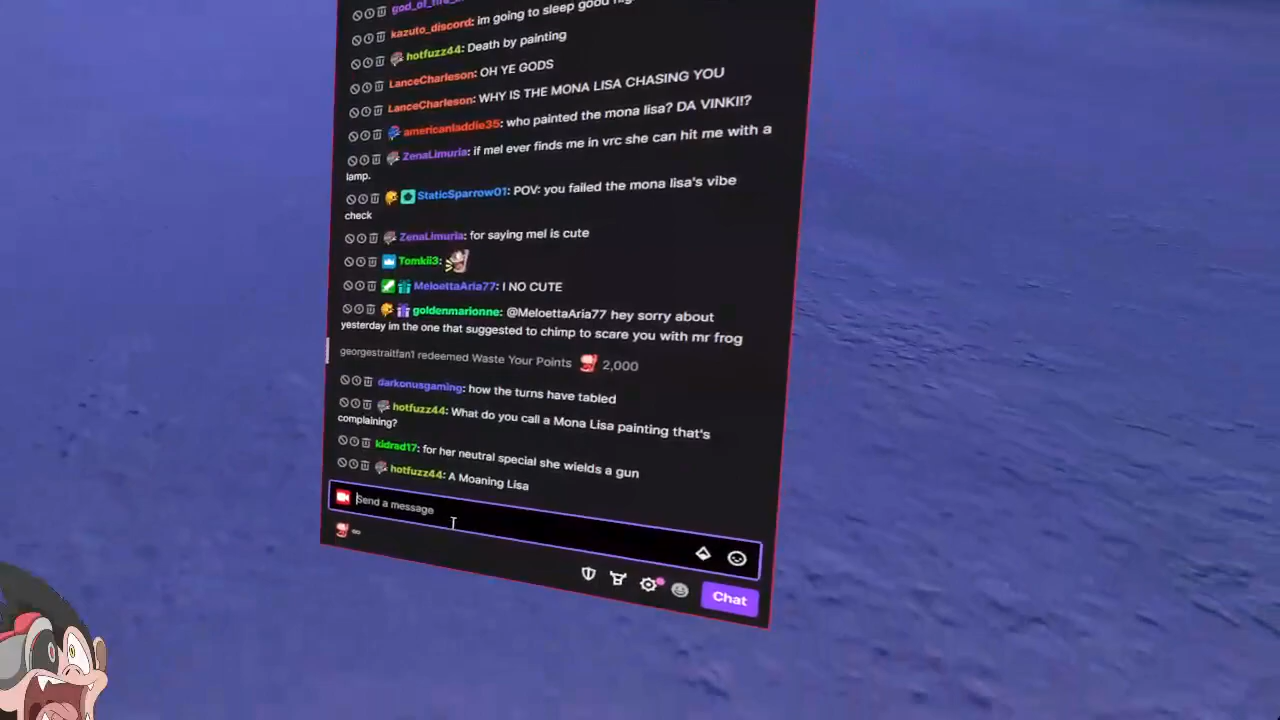 god_of_fire_
kazuto_discord: im going to sleep good
hotfuzz44: Death by painting
LanceCharleson: OH YE GODS
LanceCharleson: WHY IS THE MONA LISA CHASING YOU
americanladdie35: who painted the mona lisa? DA VINKI!?
ZenaLimuria: if mel ever finds me in vrc she can hit me with a
lamp.
StaticSparrow01: POV: you failed the mona lisa's vibe
check
ZenaLimuria: for saying mel is cute
Tomkii3:
MeloettaAria77: I NO CUTE
goldenmarionne: @MeloettaAria77 hey sorry about
yesterday im the one that suggested to chimp to scare you with mr frog
georgestraitfan1 redeemed Waste Your Points 2,000
darkonusgaming: how the turns have tabled
hotfuzz44: What do you call a Mona Lisa painting that's
complaining?
kidrad17: for her neutral special she wields a gun
hotfuzz44: A Moaning Lisa
Send a message
∞
Chat